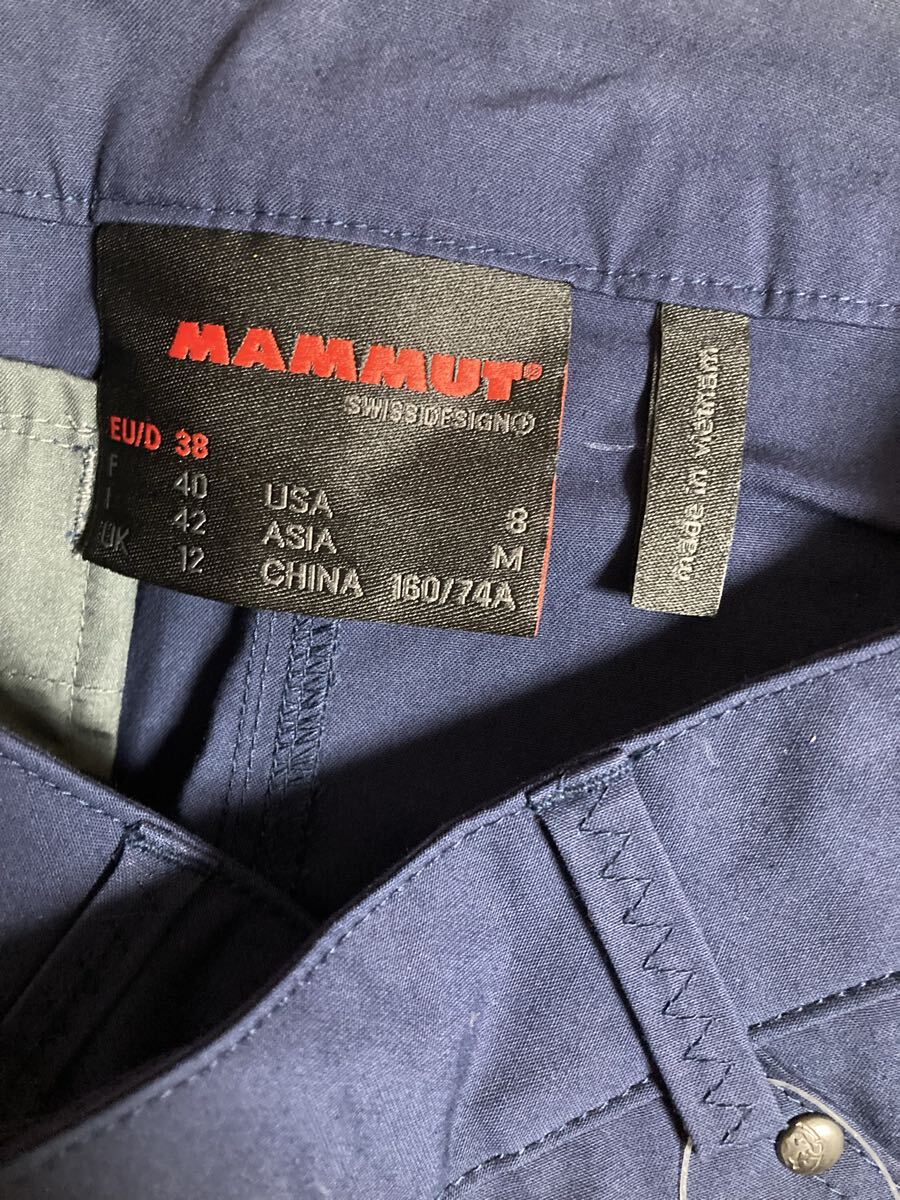 MAMMUT®
SWISSDESIGN
EU/D 38
F 40 USA 8
I 42 ASIA M
UK 12 CHINA 160/74A
made in vietnam